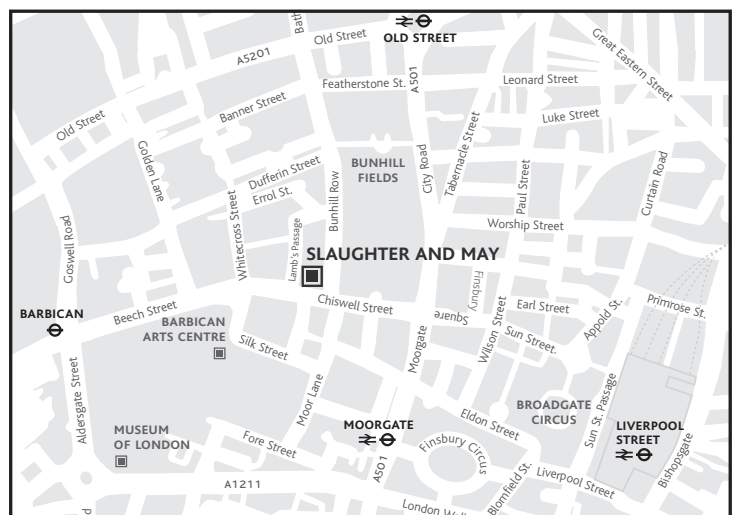 Bath
Old Street
OLD STREET
A5201
Great Eastern Street
Featherstone St.
A501
Leonard Street
Banner Street
Luke Street
Old Street
Golden Lane
BUNHILL
FIELDS
City Road
Tabernacle Street
Dufferin Street
Errol St.
Paul Street
Curtain Road
Whitecross Street
Bunhill Row
Lamb's Passage
Worship Street
Goswell Road
SLAUGHTER AND MAY
Finsbury
Square
Chiswell Street
Earl Street
Primrose St.
BARBICAN
Beech Street
BARBICAN
ARTS CENTRE
Appold St.
Wilson Street
Sun Street.
Silk Street
Moorgate
Aldersgate Street
Moor Lane
BROADGATE
CIRCUS
Sun St. Passage
MUSEUM
OF LONDON
MOORGATE
Eldon Street
LIVERPOOL
STREET
Fore Street
Finsbury Circus
Bishopsgate
A501
A1211
Blomfield St.
Liverpool Street
London Wall